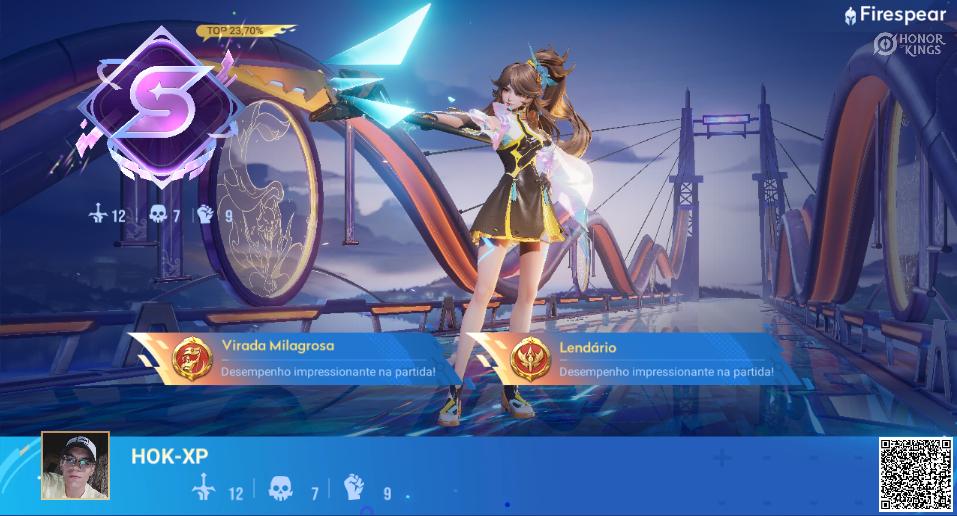 TOP 23,70%
Firespear
HONOR
OF KINGS
S
12 7 9
Virada Milagrosa
Desempenho impressionante na partida!
Lendário
Desempenho impressionante na partida!
HOK-XP
12 7 9